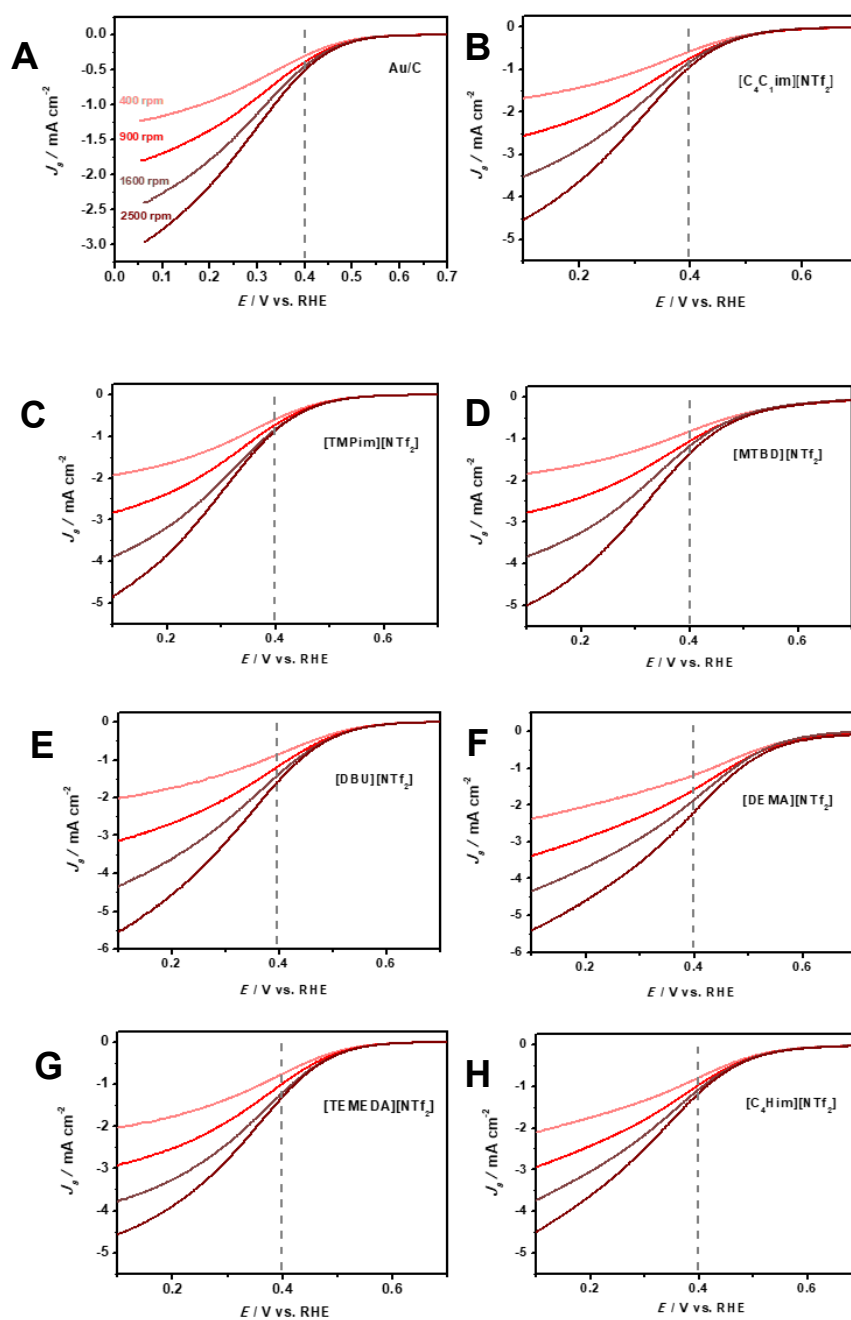 A
Au/C
0.0
-0.5
-1.0
-1.5
-2.0
-2.5
-3.0
400 rpm
900 rpm
1600 rpm
2500 rpm
Js / mA cm-2
0.0 0.1 0.2 0.3 0.4 0.5 0.6 0.7
E / V vs. RHE
B
[C4C1im][NTf2]
0
-1
-2
-3
-4
-5
Js / mA cm-2
0.2 0.4 0.6
E / V vs. RHE
C
[TMPim][NTf2]
0
-1
-2
-3
-4
-5
Js / mA cm-2
0.2 0.4 0.6
E / V vs. RHE
D
[MTBD][NTf2]
0
-1
-2
-3
-4
-5
Js / mA cm-2
0.2 0.4 0.6
E / V vs. RHE
E
[DBU][NTf2]
0
-1
-2
-3
-4
-5
-6
Js / mA cm-2
0.2 0.4 0.6
E / V vs. RHE
F
[DEMA][NTf2]
0
-1
-2
-3
-4
-5
-6
Js / mA cm-2
0.2 0.4 0.6
E / V vs. RHE
G
[TEMEDA][NTf2]
0
-1
-2
-3
-4
-5
Js / mA cm-2
0.2 0.4 0.6
E / V vs. RHE
H
[C4Him][NTf2]
0
-1
-2
-3
-4
-5
Js / mA cm-2
0.2 0.4 0.6
E / V vs. RHE